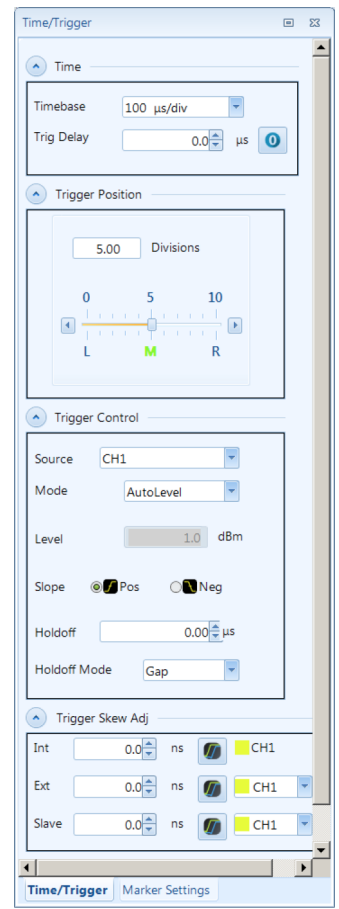 Time/Trigger
Time
Timebase 100 µs/div
Trig Delay 0.0 µs 0
Trigger Position
5.00 Divisions
0 5 10
L M R
Trigger Control
Source CH1
Mode AutoLevel
Level 1.0 dBm
Slope Pos Neg
Holdoff 0.00 µs
Holdoff Mode Gap
Trigger Skew Adj
Int 0.0 ns CH1
Ext 0.0 ns CH1
Slave 0.0 ns CH1
Time/Trigger Marker Settings